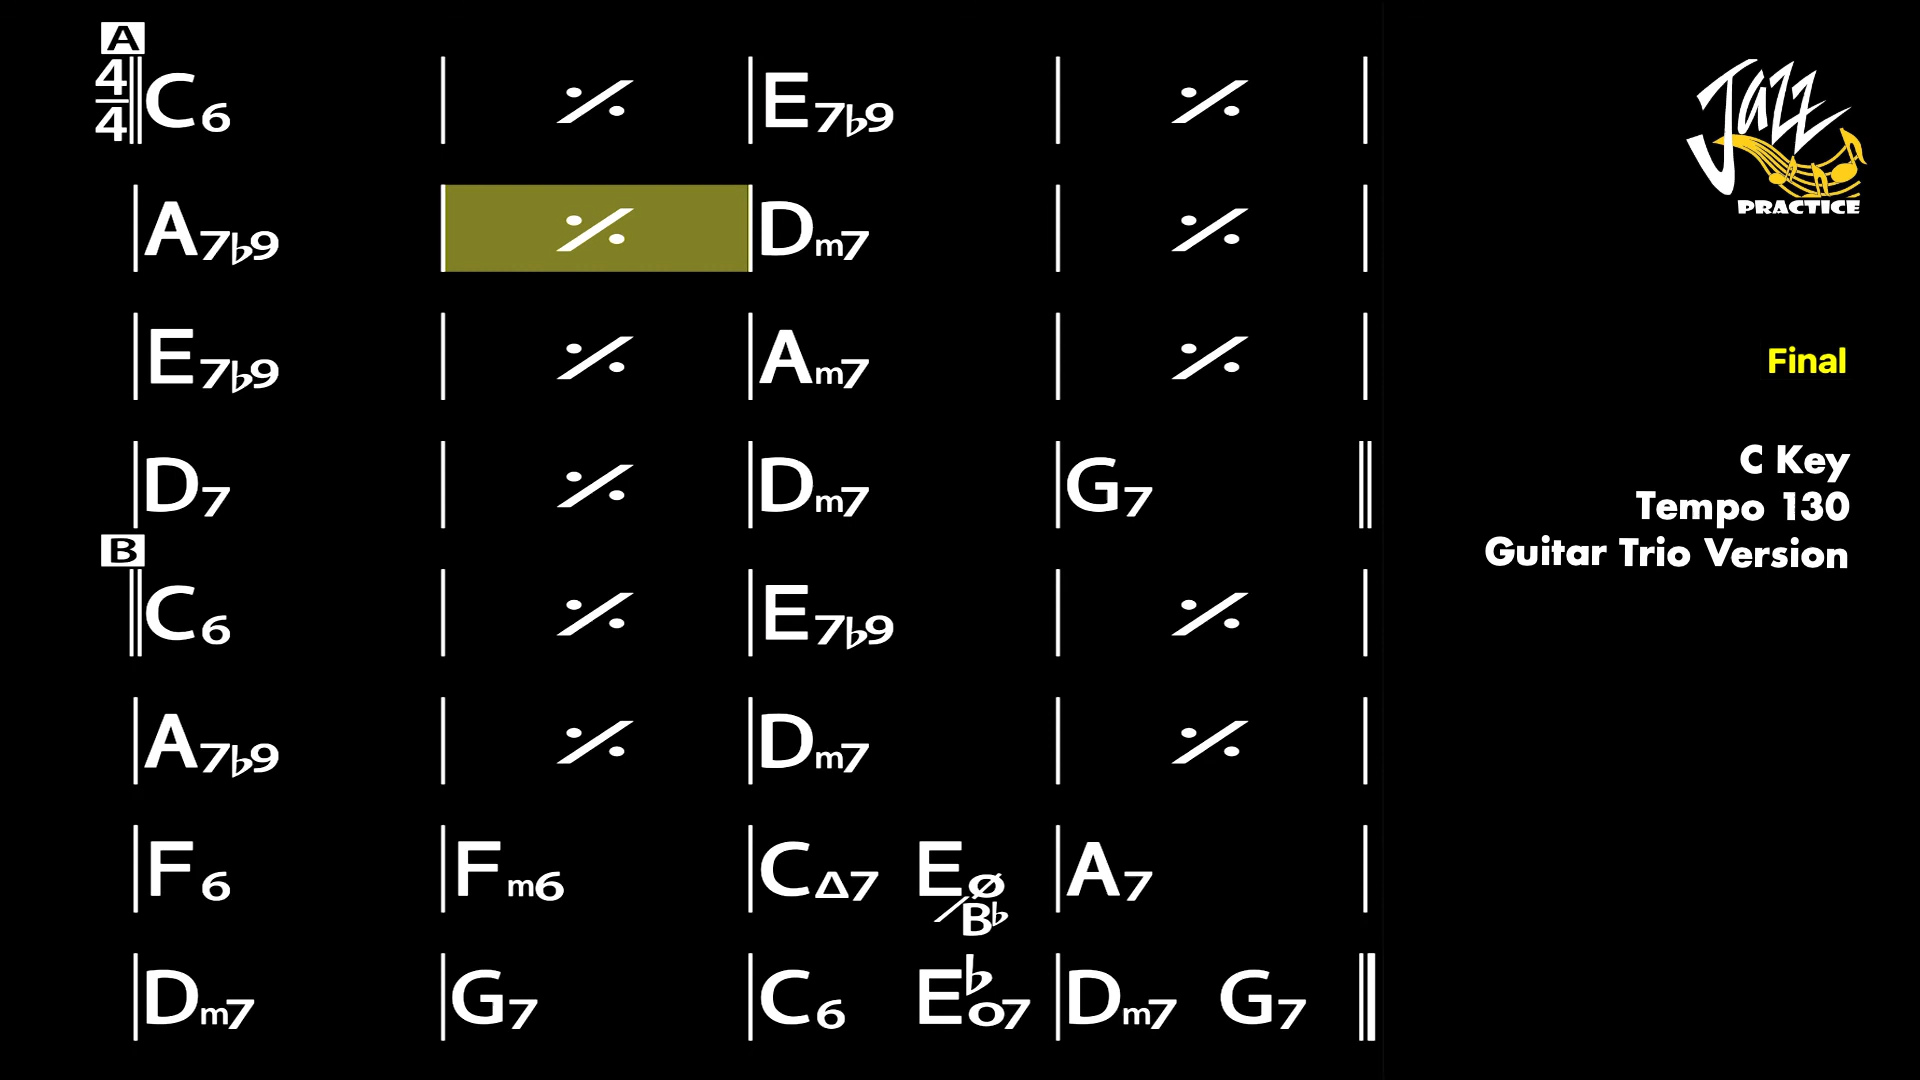 A
4/4 C6 | 𝄎 | E7♭9 | 𝄎
A7♭9 | 𝄎 | Dm7 | 𝄎
E7♭9 | 𝄎 | Am7 | 𝄎
D7 | 𝄎 | Dm7 | G7
B
C6 | 𝄎 | E7♭9 | 𝄎
A7♭9 | 𝄎 | Dm7 | 𝄎
F6 | Fm6 | CΔ7 Eø/B♭ | A7
Dm7 | G7 | C6 E♭o7 | Dm7 G7
Jazz
PRACTICE
Final
C Key
Tempo 130
Guitar Trio Version